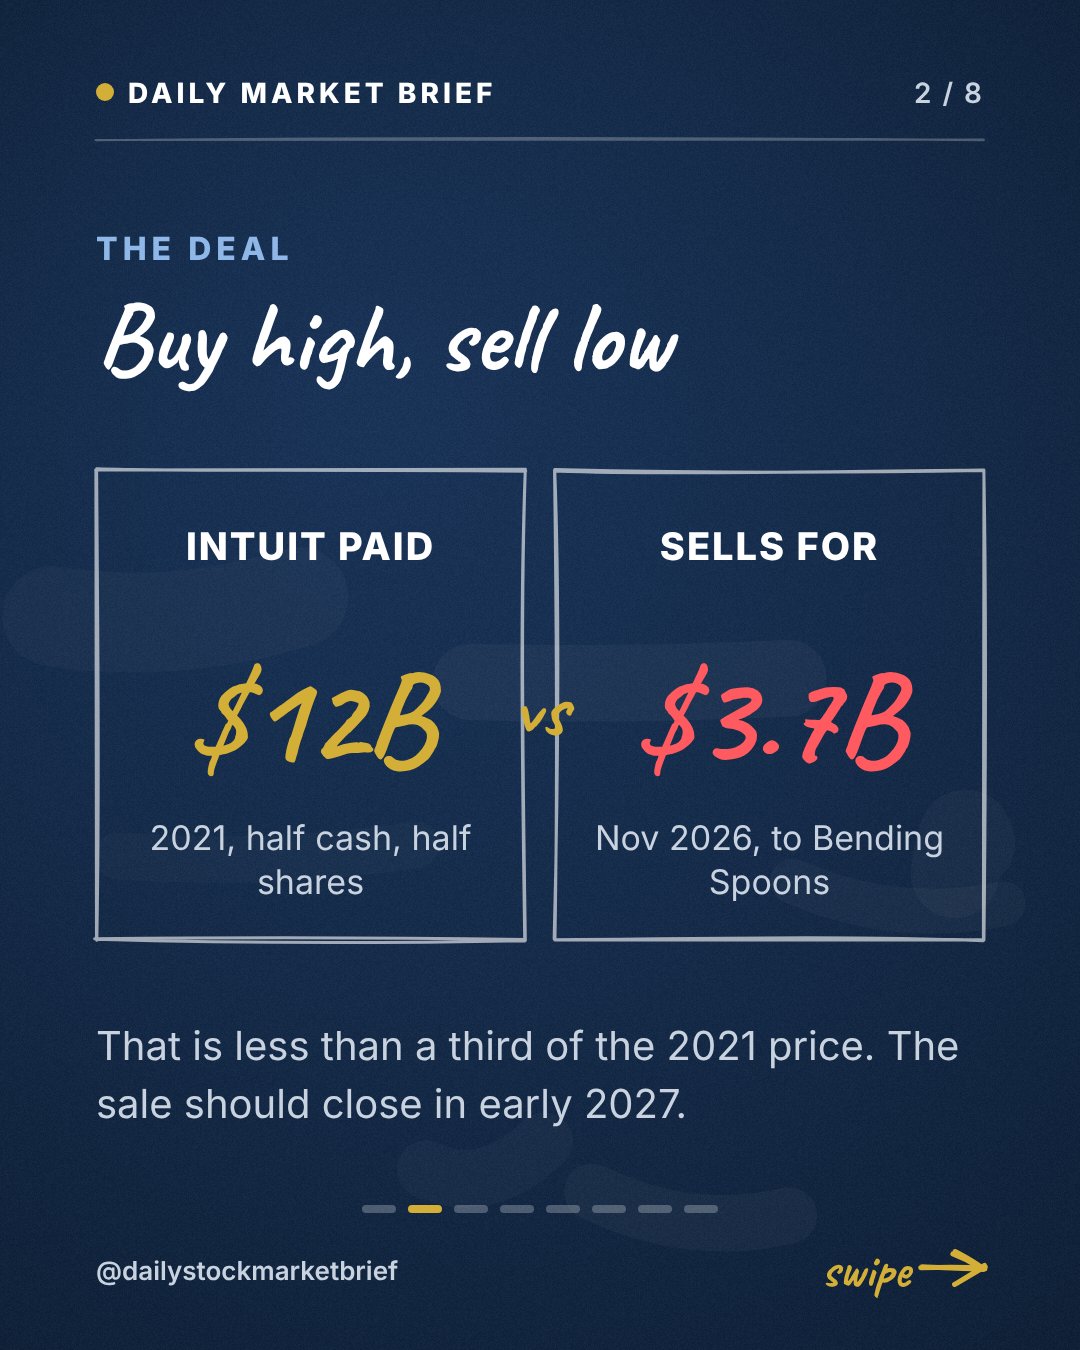 DAILY MARKET BRIEF
2 / 8
THE DEAL
Buy high, sell low
INTUIT PAID
$12B
2021, half cash, half
shares
vs
SELLS FOR
$3.7B
Nov 2026, to Bending
Spoons
That is less than a third of the 2021 price. The
sale should close in early 2027.
@dailystockmarketbrief
swipe